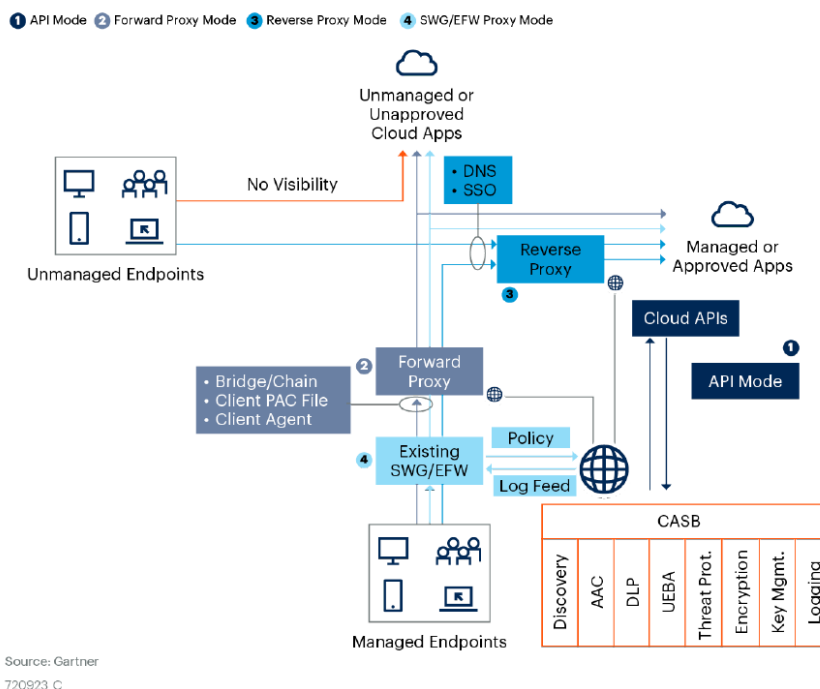 1 API Mode 2 Forward Proxy Mode 3 Reverse Proxy Mode 4 SWG/EFW Proxy Mode
Unmanaged or
Unapproved
Cloud Apps
No Visibility
• DNS
• SSO
Unmanaged Endpoints
Reverse
Proxy
3
Managed or
Approved Apps
Cloud APIs
1
API Mode
2
Forward
Proxy
• Bridge/Chain
• Client PAC File
• Client Agent
4
Existing
SWG/EFW
Policy
Log Feed
CASB
Discovery
AAC
DLP
UEBA
Threat Prot.
Encryption
Key Mgmt.
Logging
Managed Endpoints
Source: Gartner
720923_C